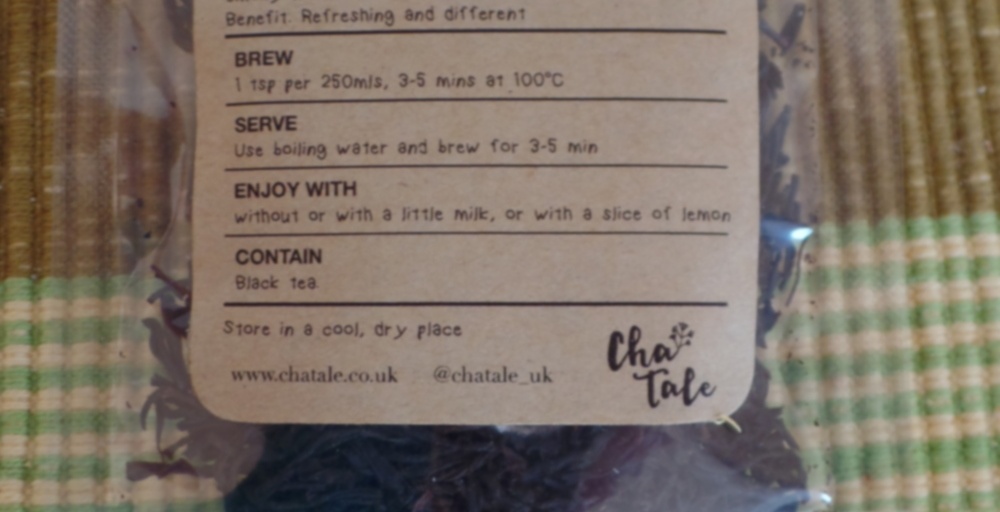 Benefit: Refreshing and different
BREW
1 tsp per 250mls, 3-5 mins at 100°C
SERVE
Use boiling water and brew for 3-5 min
ENJOY WITH
without or with a little milk, or with a slice of lemon
CONTAIN
Black tea
Store in a cool, dry place
www.chatale.co.uk @chatale_uk
Cha
Tale